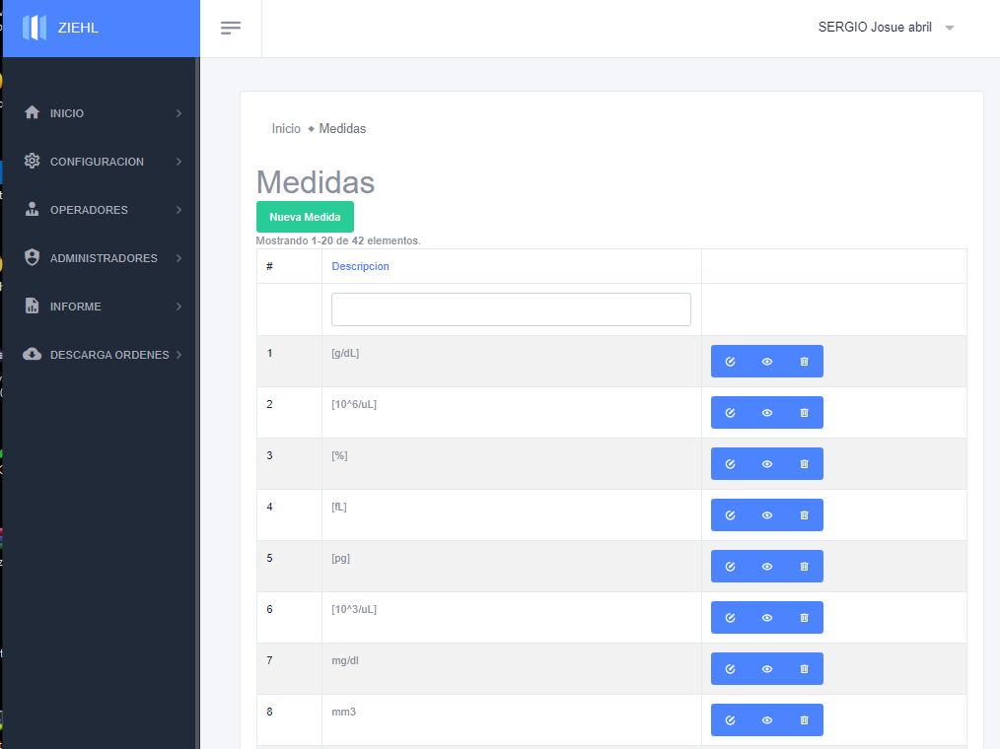 ZIEHL
SERGIO Josue abril
INICIO
CONFIGURACION
OPERADORES
ADMINISTRADORES
INFORME
DESCARGA ORDENES
Inicio ◆ Medidas
Medidas
Nueva Medida
Mostrando 1-20 de 42 elementos.
# Descripcion
1 [g/dL]
2 [10^6/uL]
3 [%]
4 [fL]
5 [pg]
6 [10^3/uL]
7 mg/dl
8 mm3